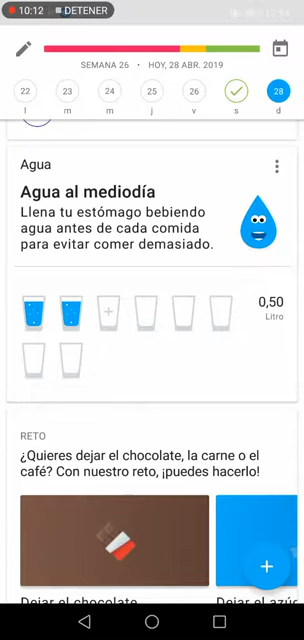 10:12 DETENER
12:54
SEMANA 26 • HOY, 28 ABR. 2019
22 23 24 25 26 28
l m m j v s d
Agua
Agua al mediodía
Llena tu estómago bebiendo
agua antes de cada comida
para evitar comer demasiado.
0,50
Litro
RETO
¿Quieres dejar el chocolate, la carne o el
café? Con nuestro reto, ¡puedes hacerlo!
Dejar el chocolate
Dejar el azúc